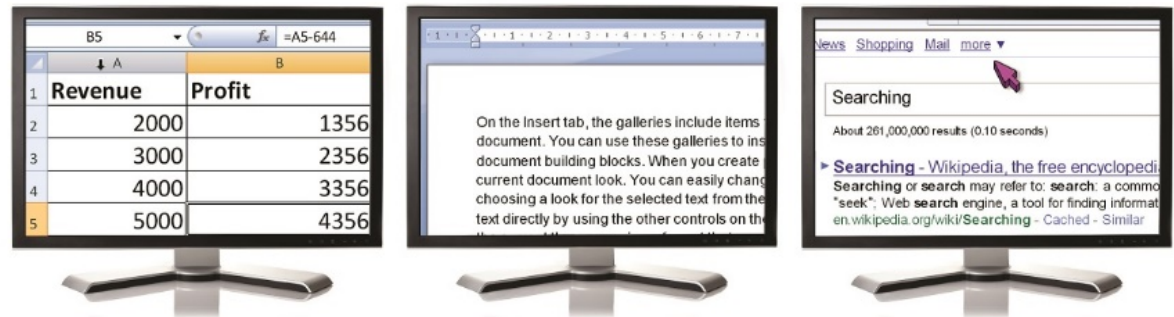 B5 fx =A5-644
A B
1 Revenue Profit
2 2000 1356
3 3000 2356
4 4000 3356
5 5000 4356
1 1 2 3 4 5 6 7
On the Insert tab, the galleries include items
document. You can use these galleries to ins
document building blocks. When you create
current document look. You can easily chang
choosing a look for the selected text from the
text directly by using the other controls on the
News Shopping Mail more ▼
Searching
About 261,000,000 results (0.10 seconds)
Searching - Wikipedia, the free encyclopedi
Searching or search may refer to: search: a commo
"seek"; Web search engine, a tool for finding informat
en.wikipedia.org/wiki/Searching - Cached - Similar